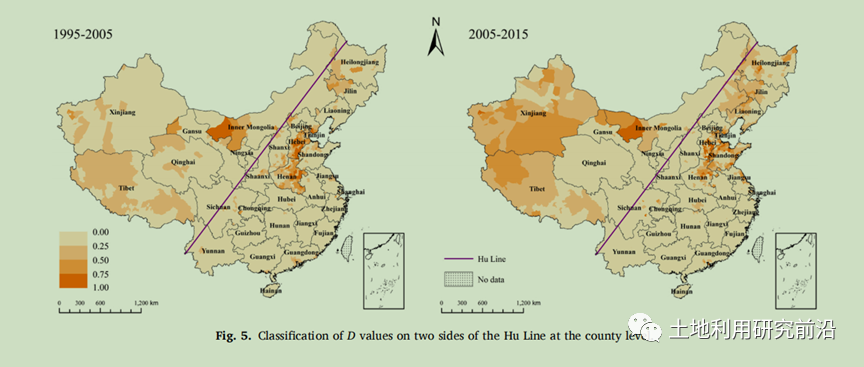 1995-2005
N
2005-2015
Heilongjiang
Jilin
Liaoning
Xinjiang
Gansu
Inner Mongolia
Beijing
Tianjin
Hebei
Ningxia
Shanxi
Shandong
Qinghai
Shaanxi
Henan
Jiangsu
Tibet
Shanghai
Sichuan
Chongqing
Hubei
Anhui
Zhejiang
Hunan
Jiangxi
Guizhou
Fujian
Yunnan
Guangxi
Guangdong
Hainan
0.00
0.25
0.50
0.75
1.00
0 300 600 1,200 km
Heilongjiang
Jilin
Liaoning
Xinjiang
Gansu
Inner Mongolia
Beijing
Tianjin
Hebei
Ningxia
Shanxi
Shandong
Qinghai
Shaanxi
Henan
Jiangsu
Tibet
Shanghai
Sichuan
Chongqing
Hubei
Anhui
Zhejiang
Hunan
Jiangxi
Guizhou
Fujian
Yunnan
Guangxi
Guangdong
Hainan
Hu Line
No data
0 300 600 1,200 km
Fig. 5. Classification of D values on two sides of the Hu Line at the county
土地利用研究前沿